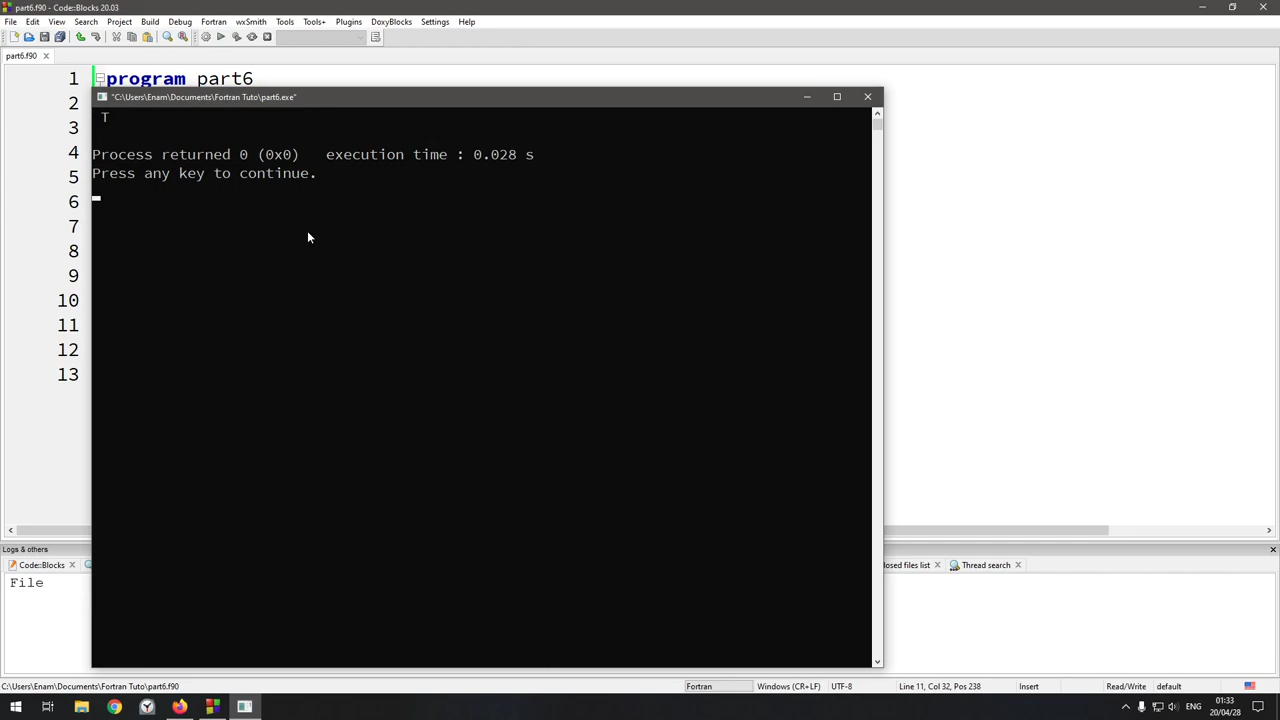 part6.f90 - Code::Blocks 20.03
File Edit View Search Project Build Debug Fortran wxSmith Tools Tools+ Plugins DoxyBlocks Settings Help
part6.f90
1 program part6
2
3
4
5
6
7
8
9
10
11
12
13
"C:\Users\Enam\Documents\Fortran Tuto\part6.exe"
T
Process returned 0 (0x0) execution time : 0.028 s
Press any key to continue.
Logs & others
Code::Blocks
losed files list
Thread search
File
C:\Users\Enam\Documents\Fortran Tuto\part6.f90 Fortran Windows (CR+LF) UTF-8 Line 11, Col 32, Pos 238 Insert Read/Write default
ENG
01:33
20/04/28